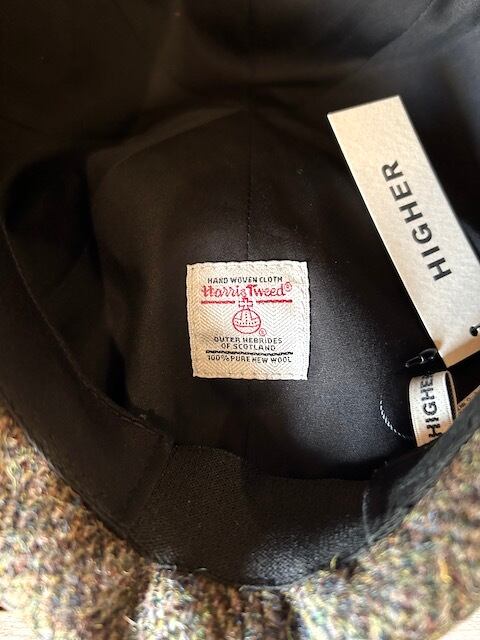 HAND WOVEN CLOTH
Harris Tweed®
®
OUTER HEBRIDES
OF SCOTLAND
100% PURE NEW WOOL
HIGHER
HIGHER